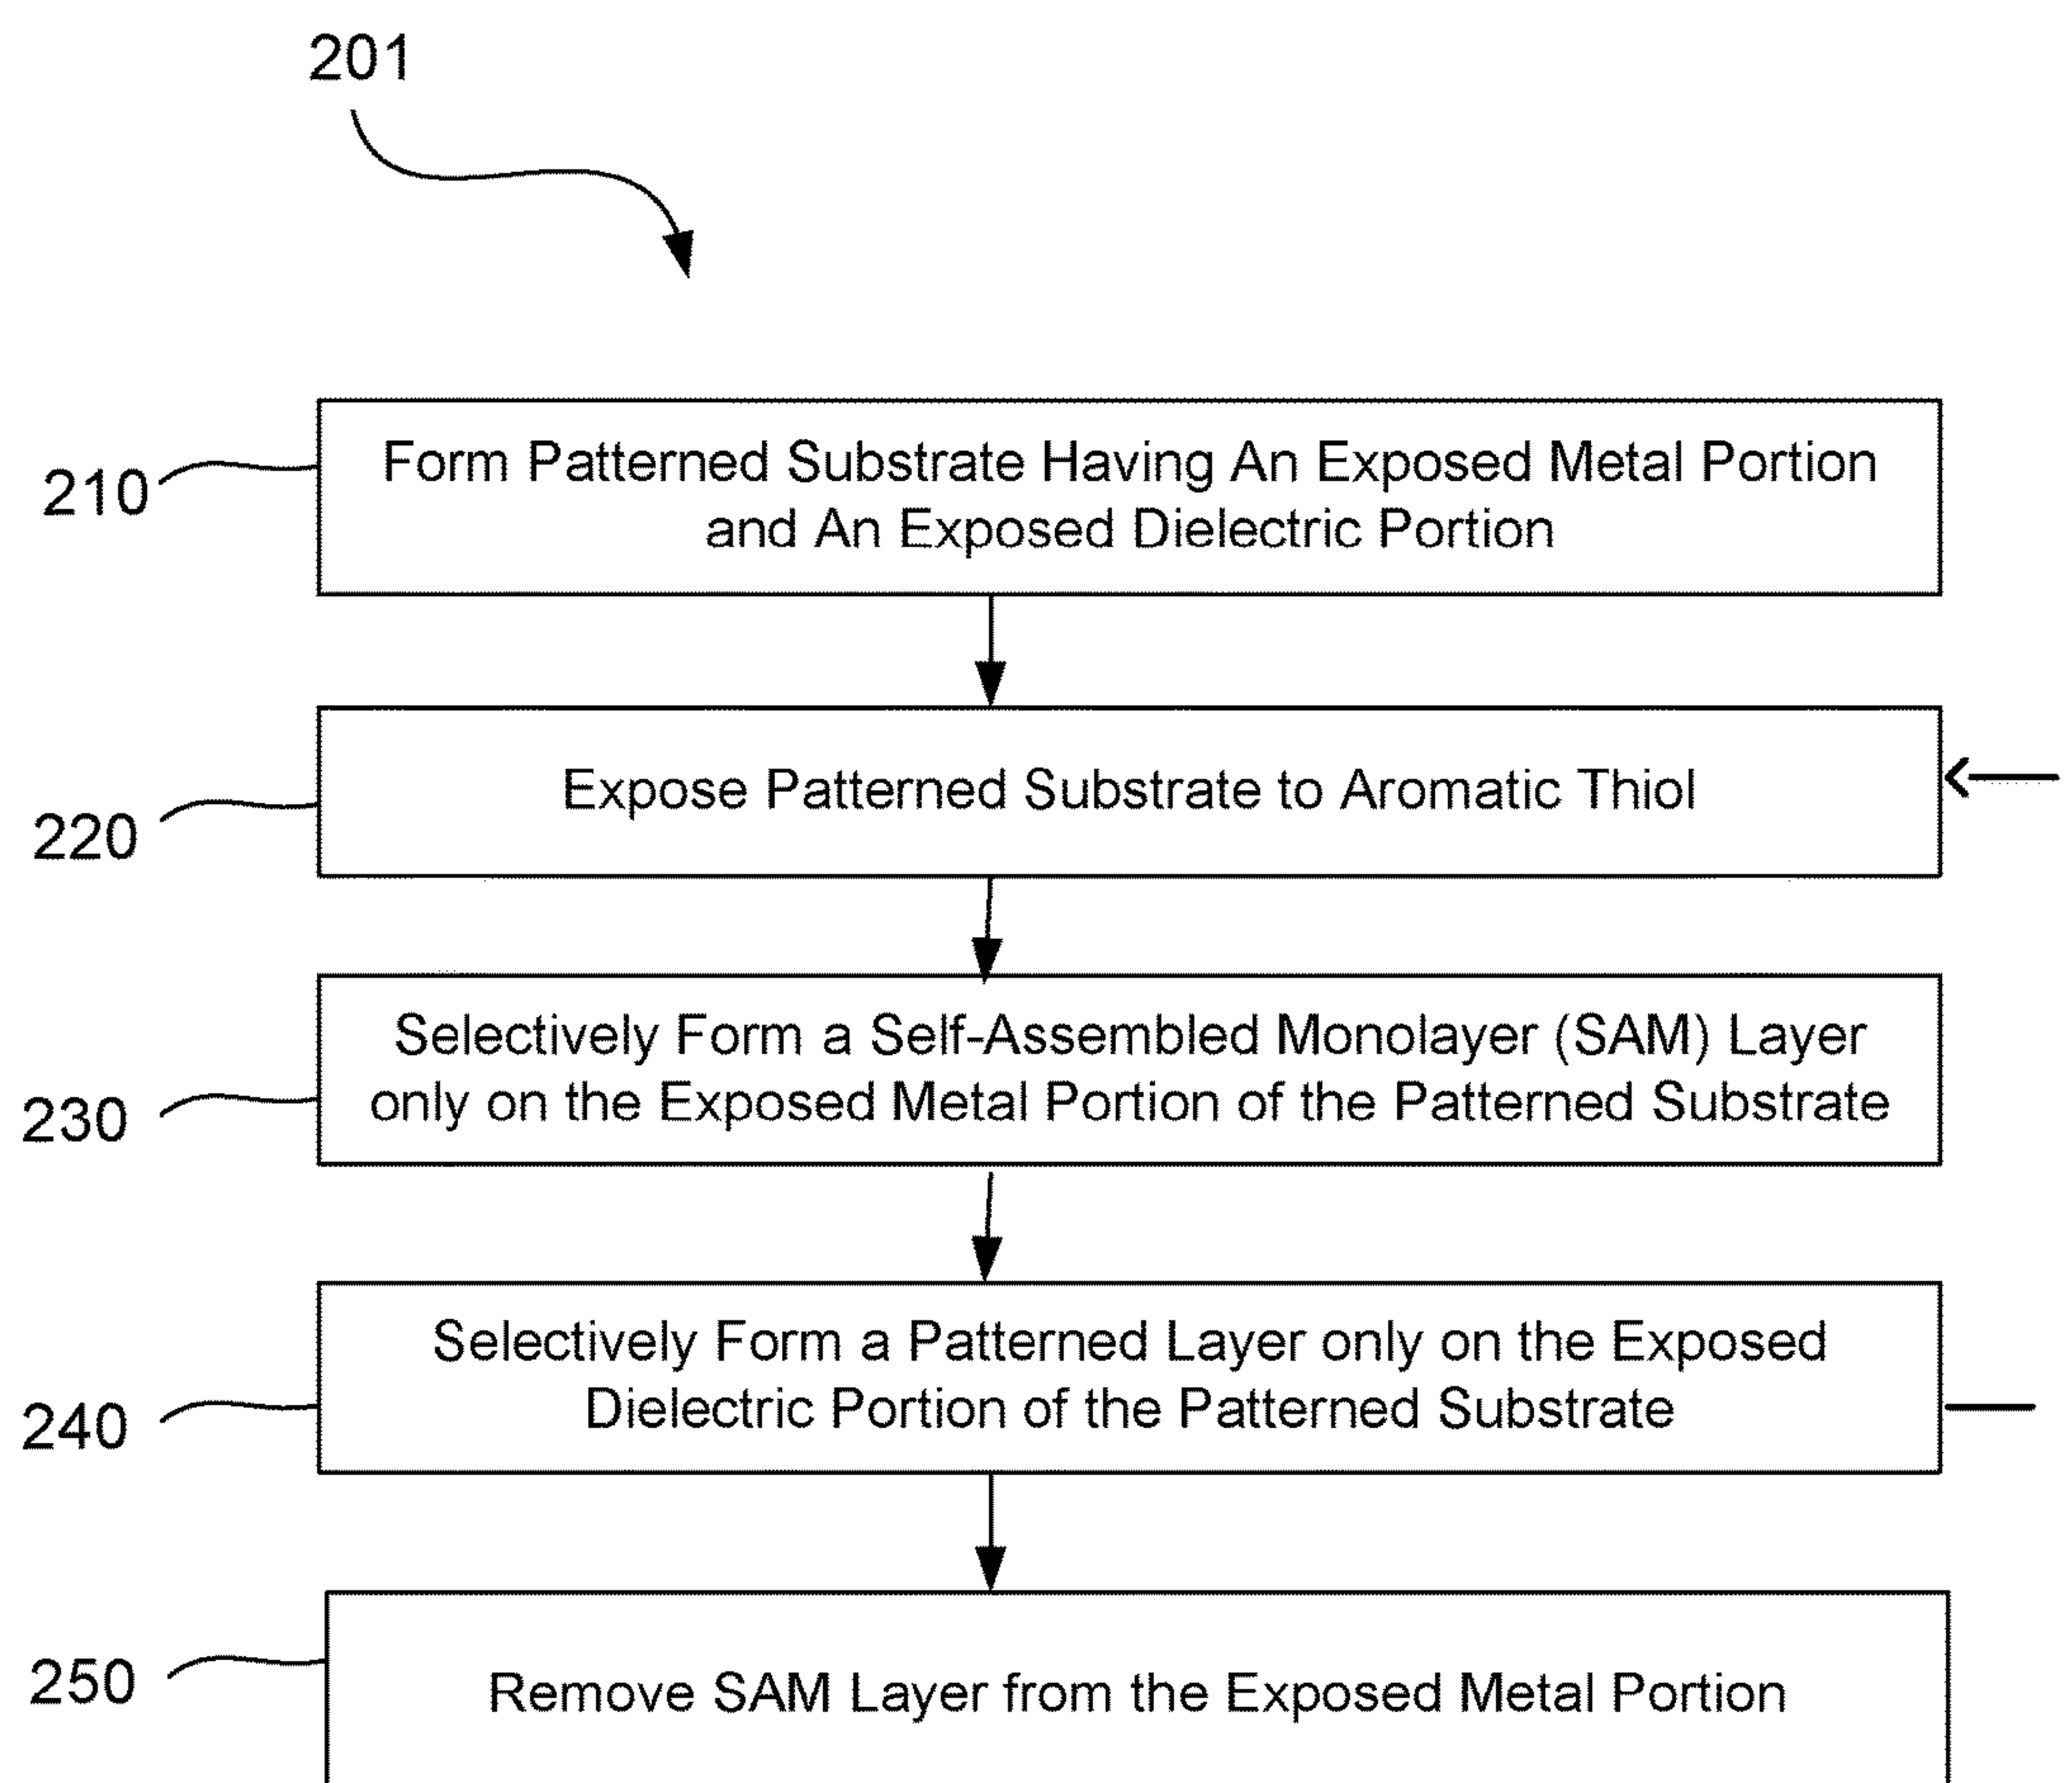 201
210
Form Patterned Substrate Having An Exposed Metal Portion
and An Exposed Dielectric Portion
220
Expose Patterned Substrate to Aromatic Thiol
230
Selectively Form a Self-Assembled Monolayer (SAM) Layer
only on the Exposed Metal Portion of the Patterned Substrate
240
Selectively Form a Patterned Layer only on the Exposed
Dielectric Portion of the Patterned Substrate
250
Remove SAM Layer from the Exposed Metal Portion